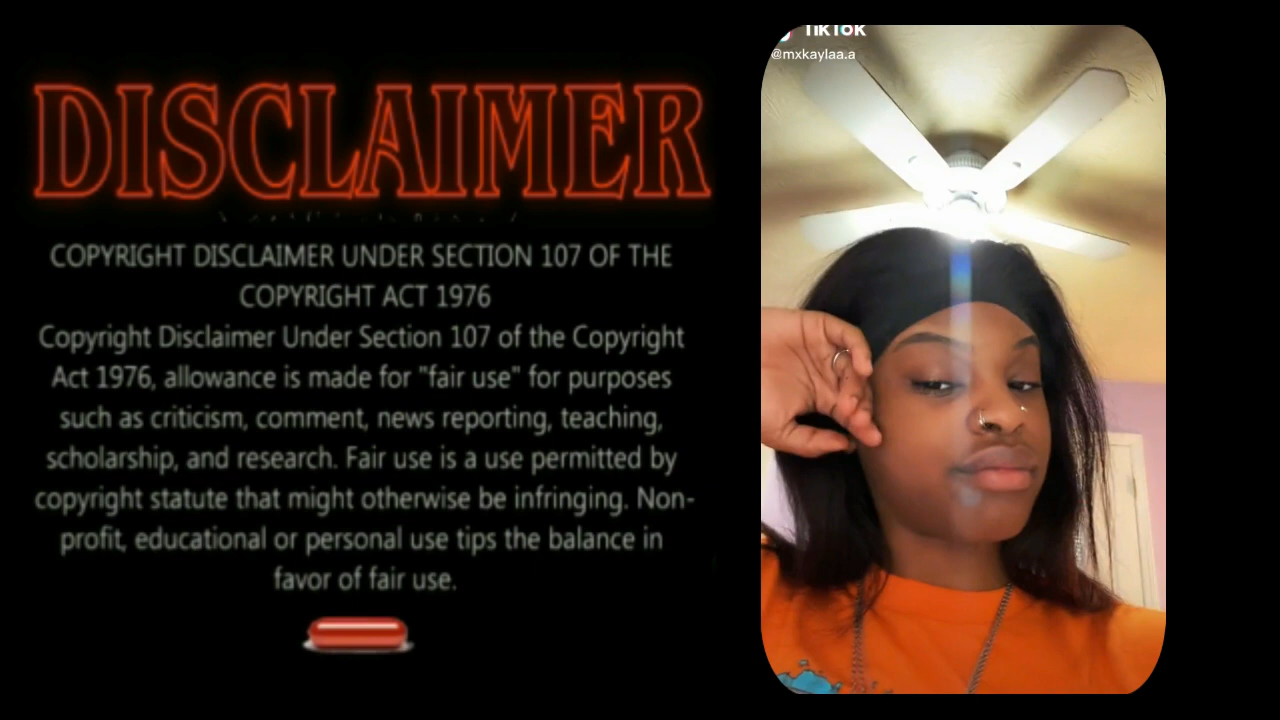 DISCLAIMER
COPYRIGHT DISCLAIMER UNDER SECTION 107 OF THE
COPYRIGHT ACT 1976
Copyright Disclaimer Under Section 107 of the Copyright
Act 1976, allowance is made for "fair use" for purposes
such as criticism, comment, news reporting, teaching,
scholarship, and research. Fair use is a use permitted by
copyright statute that might otherwise be infringing. Non-
profit, educational or personal use tips the balance in
favor of fair use.
TikTok
@mxkaylaa.a